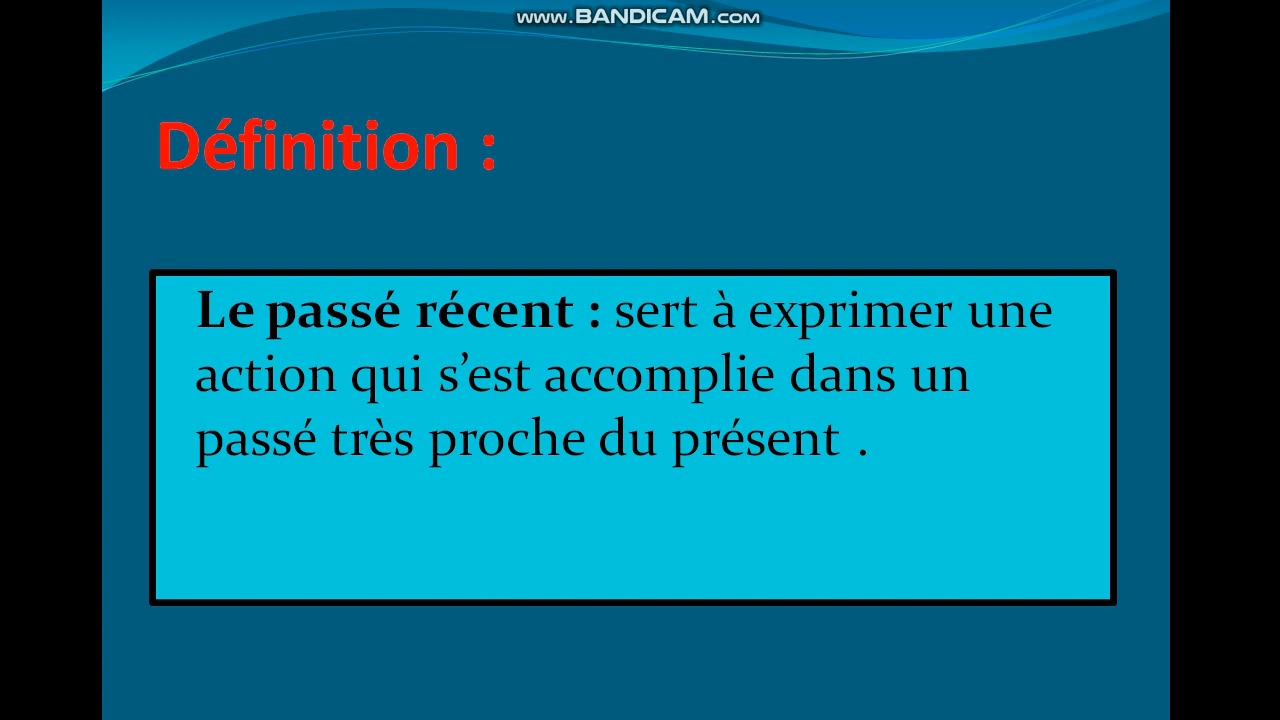 www.BANDICAM.com
Définition :
Le passé récent : sert à exprimer une
action qui s’est accomplie dans un
passé très proche du présent .